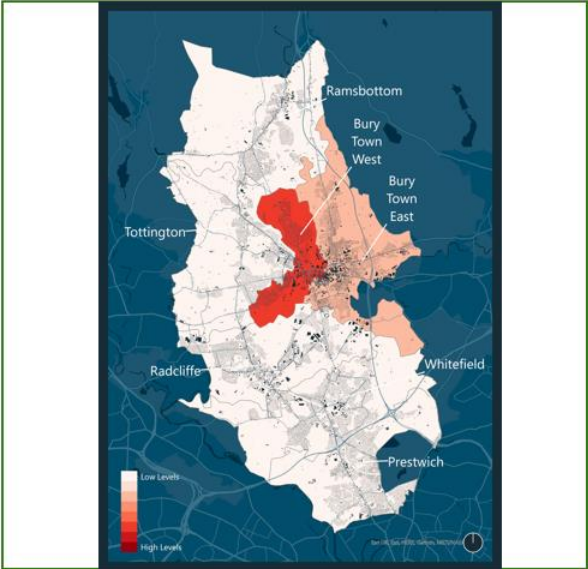 Ramsbottom
Bury
Town
West
Bury
Town
East
Tottington
Radcliffe
Whitefield
Prestwich
Low Levels
High Levels